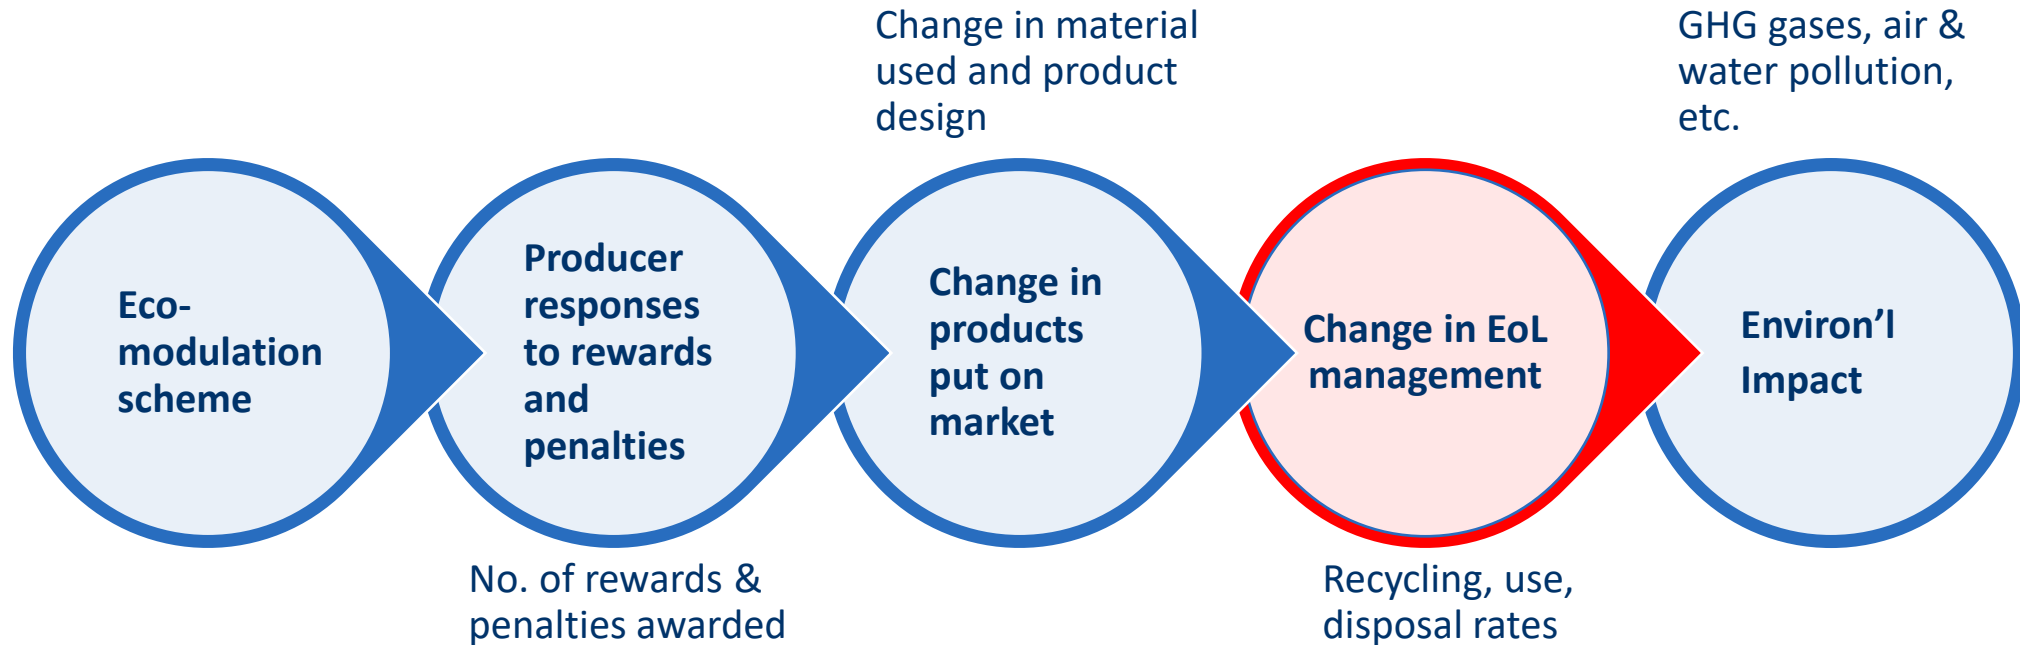 Change in material
used and product
design
GHG gases, air &
water pollution,
etc.
Eco-
modulation
scheme
Producer
responses
to rewards
and
penalties
Change in
products
put on
market
Change in EoL
management
Environ’l
Impact
No. of rewards &
penalties awarded
Recycling, use,
disposal rates